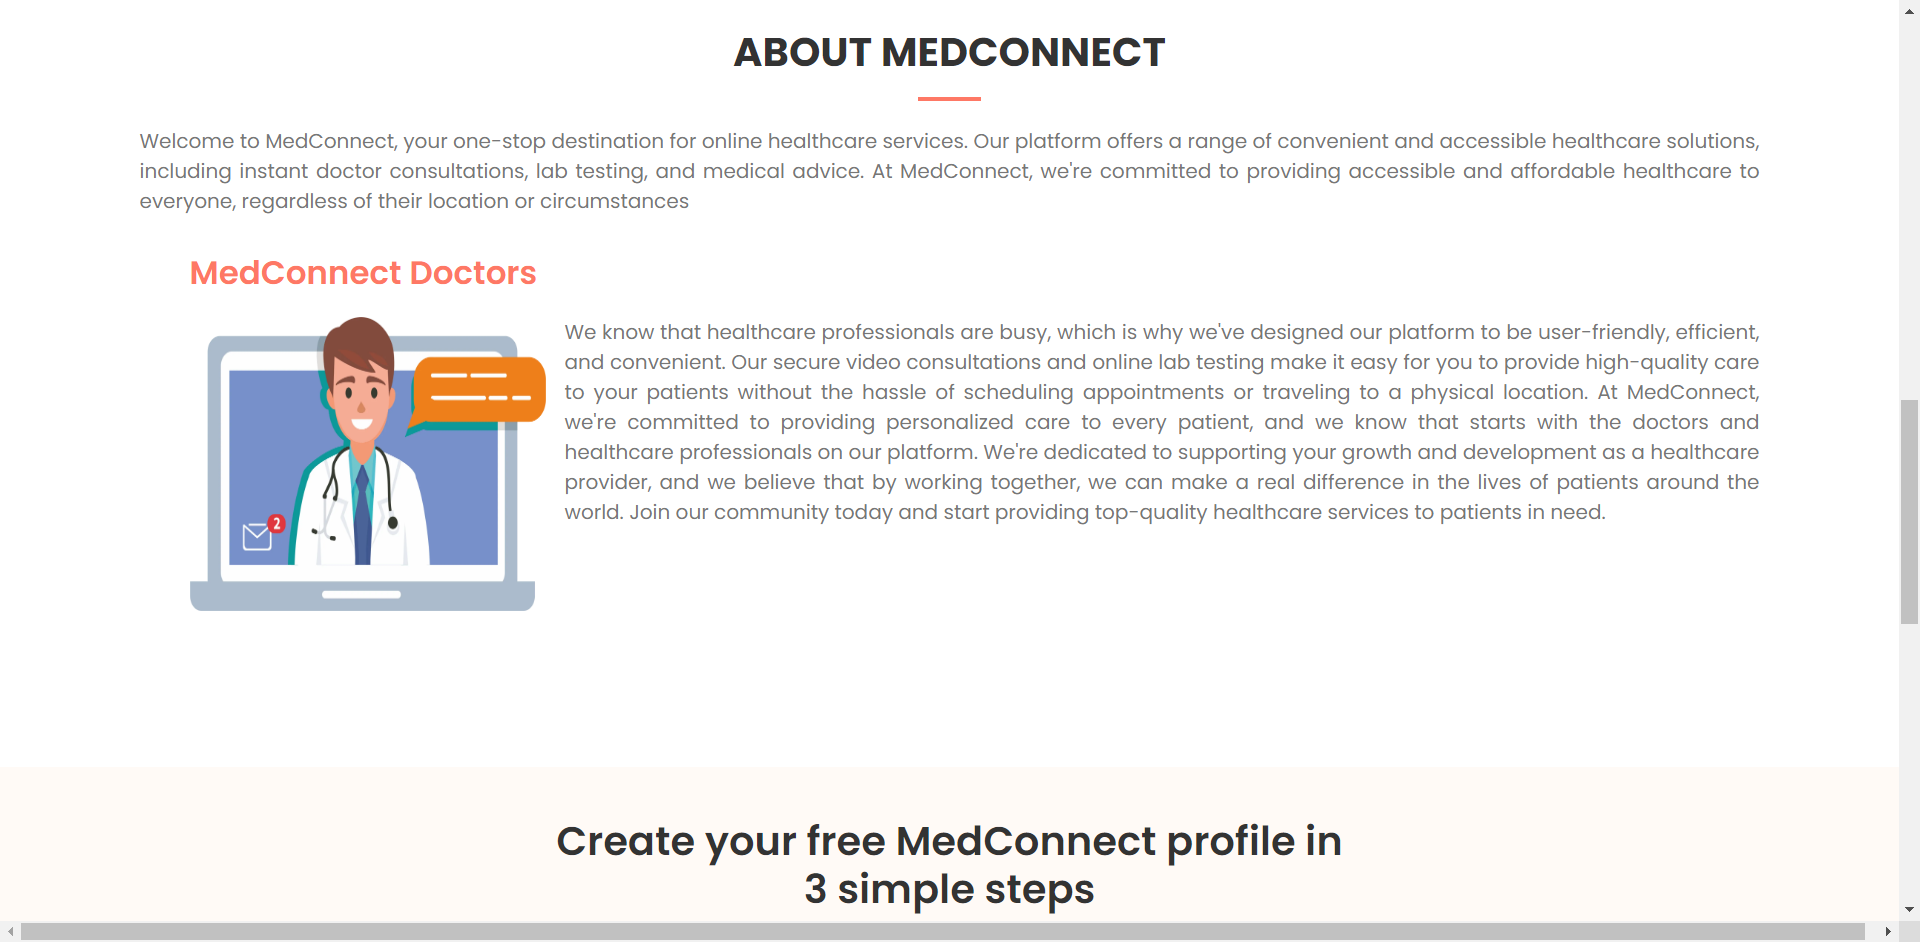 ABOUT MEDCONNECT
Welcome to MedConnect, your one-stop destination for online healthcare services. Our platform offers a range of convenient and accessible healthcare solutions,
including instant doctor consultations, lab testing, and medical advice. At MedConnect, we're committed to providing accessible and affordable healthcare to
everyone, regardless of their location or circumstances
MedConnect Doctors
We know that healthcare professionals are busy, which is why we've designed our platform to be user-friendly, efficient,
and convenient. Our secure video consultations and online lab testing make it easy for you to provide high-quality care
to your patients without the hassle of scheduling appointments or traveling to a physical location. At MedConnect,
we're committed to providing personalized care to every patient, and we know that starts with the doctors and
healthcare professionals on our platform. We're dedicated to supporting your growth and development as a healthcare
provider, and we believe that by working together, we can make a real difference in the lives of patients around the
world. Join our community today and start providing top-quality healthcare services to patients in need.
2
Create your free MedConnect profile in
3 simple steps